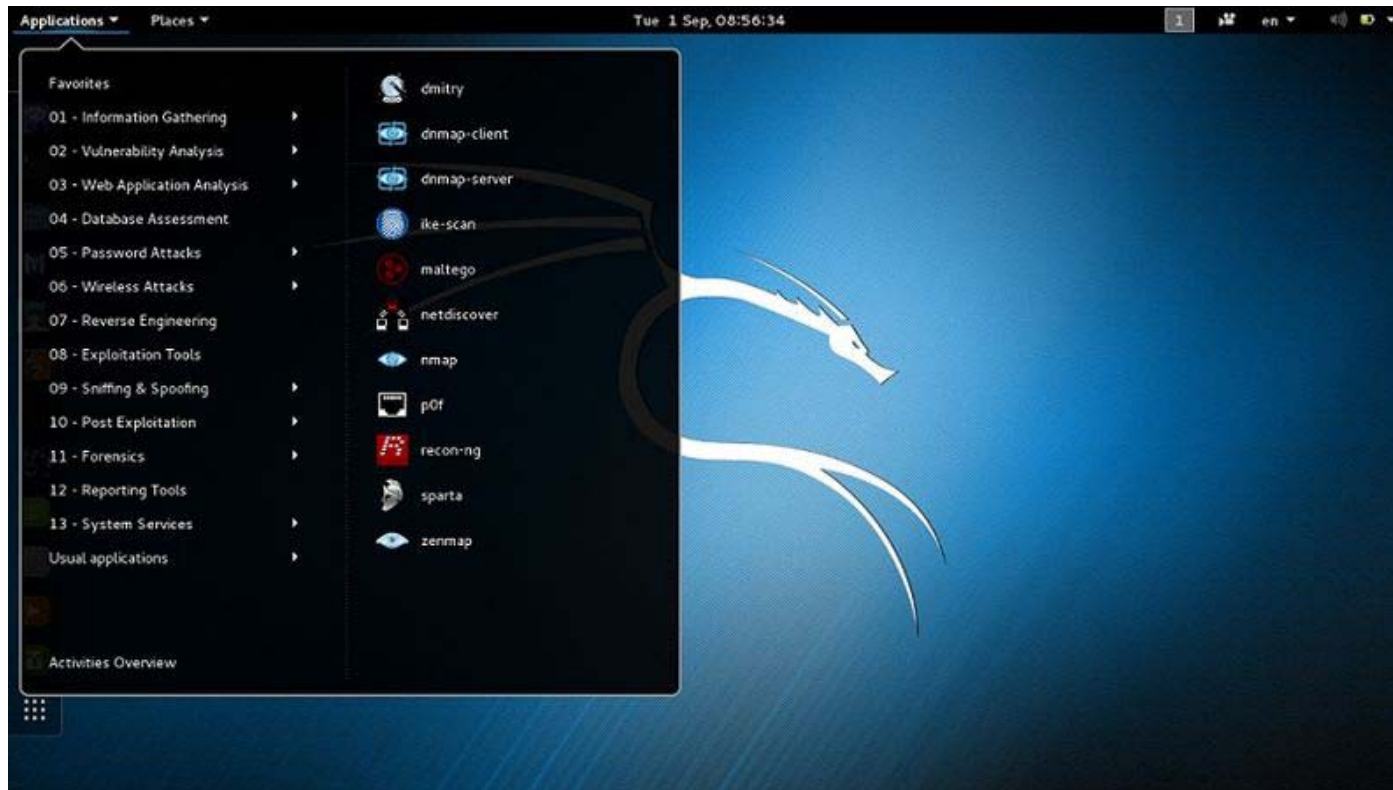 Applications Places Tue 1 Sep, 08:56:34 1 en
Favorites
01 - Information Gathering
02 - Vulnerability Analysis
03 - Web Application Analysis
04 - Database Assessment
05 - Password Attacks
06 - Wireless Attacks
07 - Reverse Engineering
08 - Exploitation Tools
09 - Sniffing & Spoofing
10 - Post Exploitation
11 - Forensics
12 - Reporting Tools
13 - System Services
Usual applications
Activities Overview
dmitry
dnmap-client
dnmap-server
ike-scan
maltego
netdiscover
nmap
p0f
recon-ng
sparta
zenmap